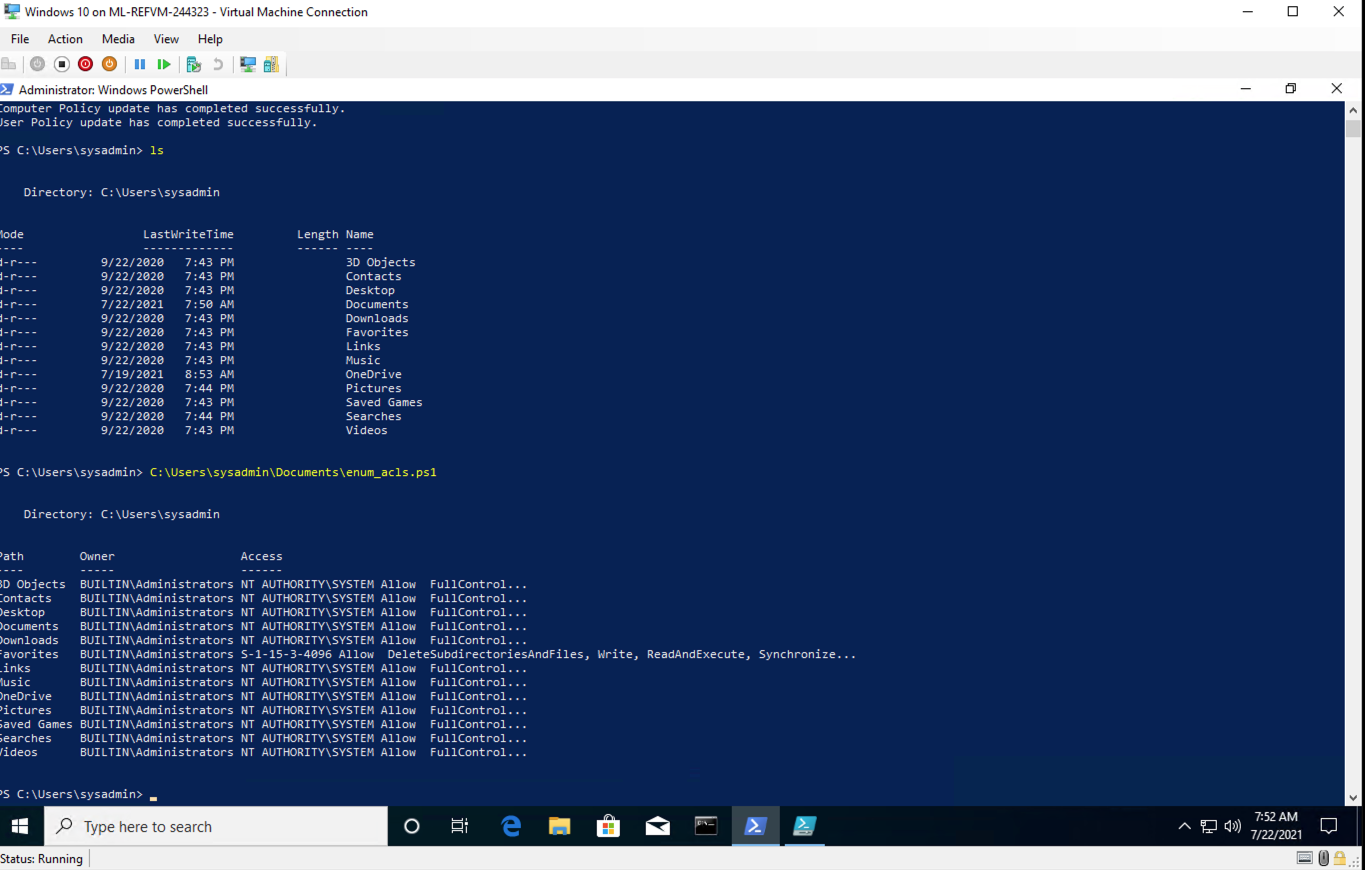 Windows 10 on ML-REFVM-244323 - Virtual Machine Connection
File Action Media View Help
Administrator: Windows PowerShell
Computer Policy update has completed successfully.
User Policy update has completed successfully.
PS C:\Users\sysadmin> ls
Directory: C:\Users\sysadmin
Mode LastWriteTime Length Name
---- ------------- ------ ----
d-r--- 9/22/2020 7:43 PM 3D Objects
d-r--- 9/22/2020 7:43 PM Contacts
d-r--- 9/22/2020 7:43 PM Desktop
d-r--- 7/22/2021 7:50 AM Documents
d-r--- 9/22/2020 7:43 PM Downloads
d-r--- 9/22/2020 7:43 PM Favorites
d-r--- 9/22/2020 7:43 PM Links
d-r--- 9/22/2020 7:43 PM Music
d-r--- 7/19/2021 8:53 AM OneDrive
d-r--- 9/22/2020 7:44 PM Pictures
d-r--- 9/22/2020 7:43 PM Saved Games
d-r--- 9/22/2020 7:44 PM Searches
d-r--- 9/22/2020 7:43 PM Videos
PS C:\Users\sysadmin> C:\Users\sysadmin\Documents\enum_acls.ps1
Directory: C:\Users\sysadmin
Path Owner Access
---- ----- ------
3D Objects BUILTIN\Administrators NT AUTHORITY\SYSTEM Allow FullControl...
Contacts BUILTIN\Administrators NT AUTHORITY\SYSTEM Allow FullControl...
Desktop BUILTIN\Administrators NT AUTHORITY\SYSTEM Allow FullControl...
Documents BUILTIN\Administrators NT AUTHORITY\SYSTEM Allow FullControl...
Downloads BUILTIN\Administrators NT AUTHORITY\SYSTEM Allow FullControl...
Favorites BUILTIN\Administrators S-1-15-3-4096 Allow DeleteSubdirectoriesAndFiles, Write, ReadAndExecute, Synchronize...
Links BUILTIN\Administrators NT AUTHORITY\SYSTEM Allow FullControl...
Music BUILTIN\Administrators NT AUTHORITY\SYSTEM Allow FullControl...
OneDrive BUILTIN\Administrators NT AUTHORITY\SYSTEM Allow FullControl...
Pictures BUILTIN\Administrators NT AUTHORITY\SYSTEM Allow FullControl...
Saved Games BUILTIN\Administrators NT AUTHORITY\SYSTEM Allow FullControl...
Searches BUILTIN\Administrators NT AUTHORITY\SYSTEM Allow FullControl...
Videos BUILTIN\Administrators NT AUTHORITY\SYSTEM Allow FullControl...
PS C:\Users\sysadmin> _
Type here to search
7:52 AM
7/22/2021
Status: Running